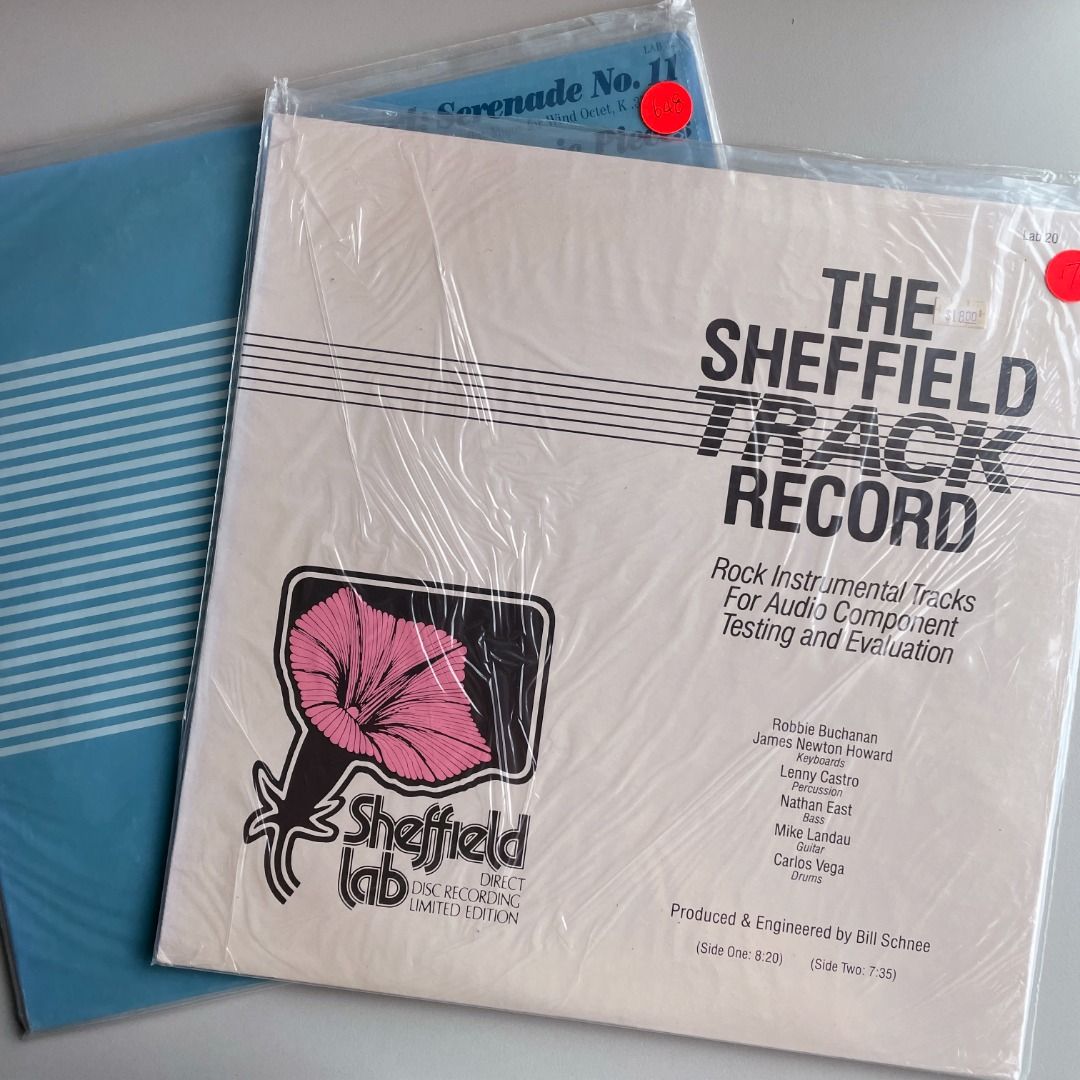 LAB
Serenade No. 11
for Wind Octet, K.
648
Lab 20
THE
$18.00
SHEFFIELD
TRACK
RECORD
Rock Instrumental Tracks
For Audio Component
Testing and Evaluation
Robbie Buchanan
James Newton Howard
Keyboards
Lenny Castro
Percussion
Nathan East
Bass
Mike Landau
Guitar
Carlos Vega
Drums
Sheffield
Lab
DIRECT
DISC RECORDING
LIMITED EDITION
Produced & Engineered by Bill Schnee
(Side One: 8:20) (Side Two: 7:35)